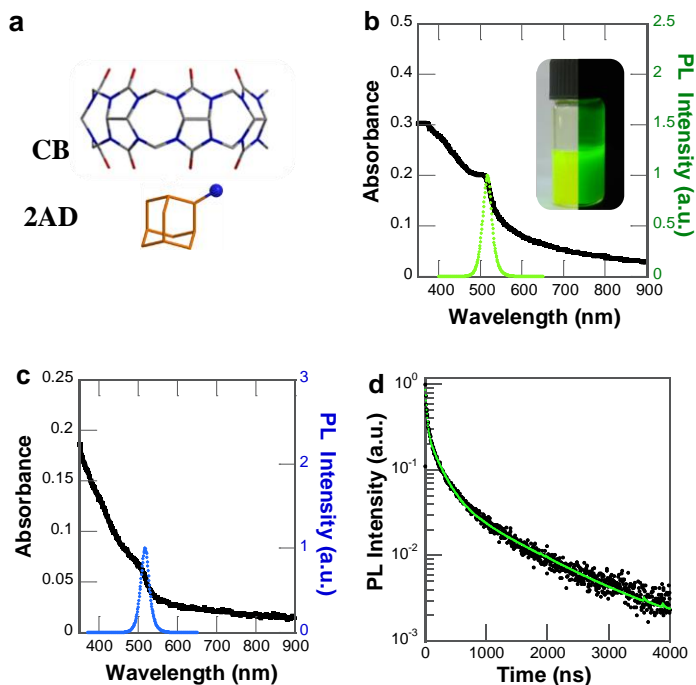 a
CB
2AD
b
0.5
0.4
0.3
0.2
0.1
0
Absorbance
2.5
2
1.5
1
0.5
0
PL Intensity (a.u.)
400 500 600 700 800 900
Wavelength (nm)
c
0.25
0.2
0.15
0.1
0.05
0
Absorbance
3
2
1
0
PL Intensity (a.u.)
400 500 600 700 800 900
Wavelength (nm)
d
10^0
10^-1
10^-2
10^-3
PL Intensity (a.u.)
0 1000 2000 3000 4000
Time (ns)